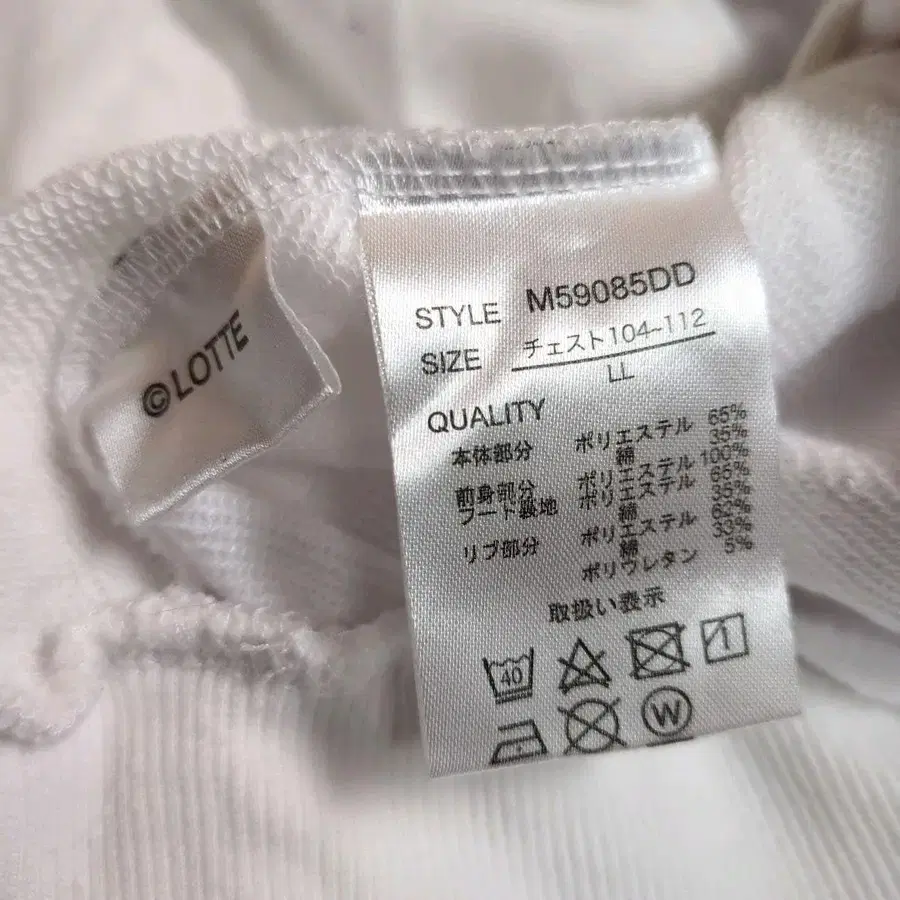 ©LOTTE
STYLE M59085DD
SIZE チェスト104~112
LL
QUALITY
本体部分 ポリエステル 65%
綿 35%
前身部分 ポリエステル 100%
フード裏地 ポリエステル 65%
綿 35%
リブ部分 ポリエステル 62%
綿 33%
ポリウレタン 5%
取扱い表示
40
W